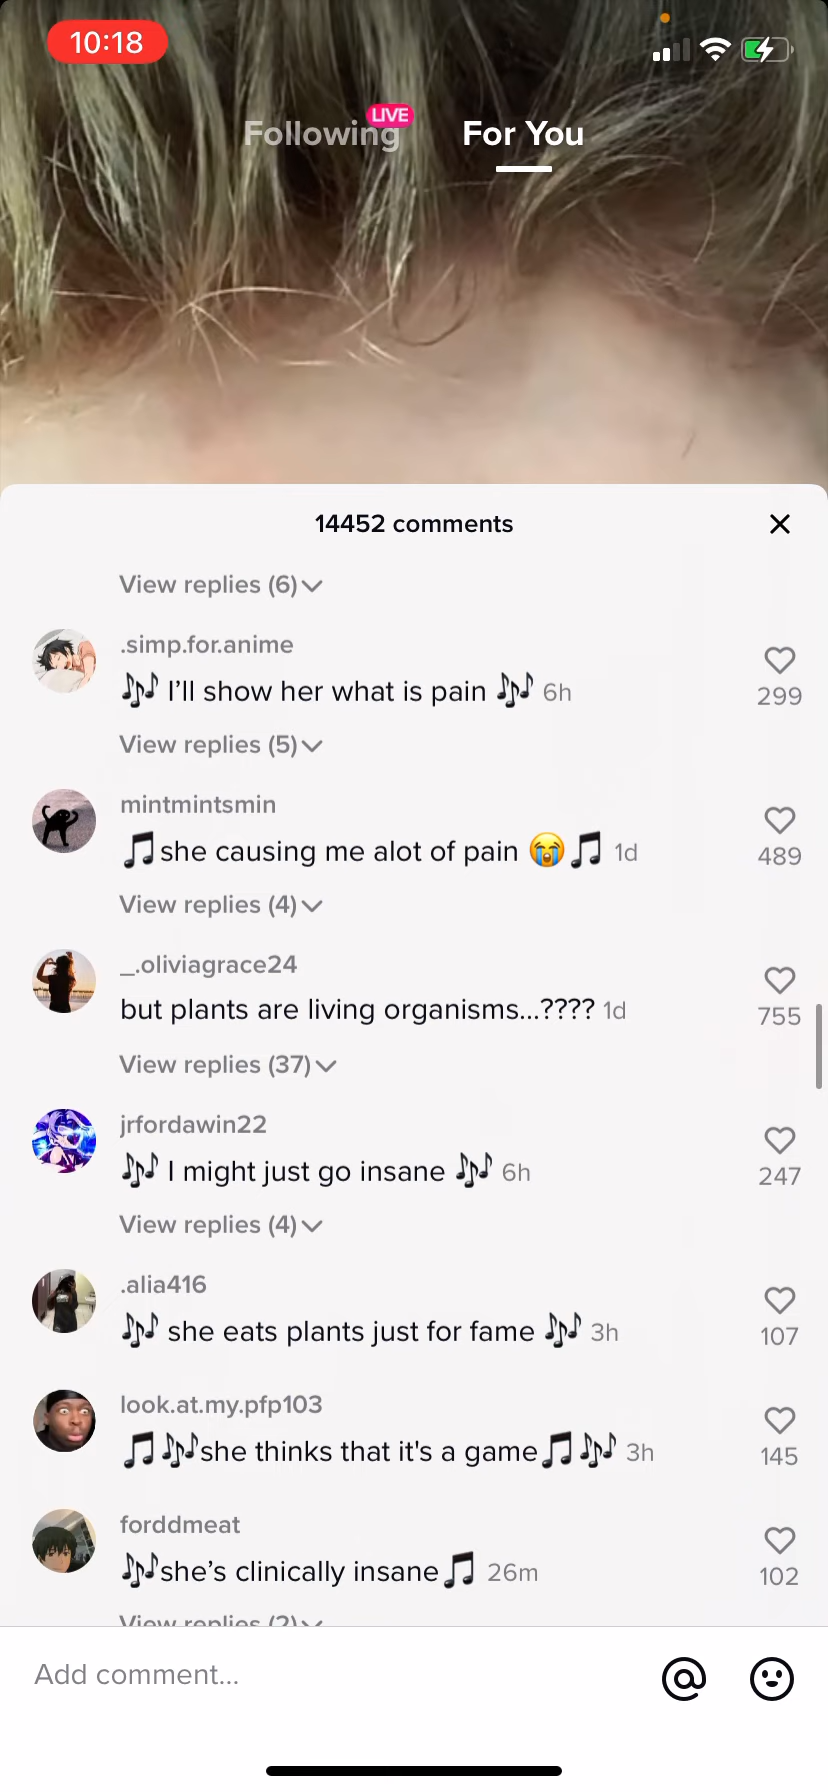 10:18
LIVE
Following For You
14452 comments
View replies (6)
.simp.for.anime
🎶 I'll show her what is pain 🎶 6h
299
View replies (5)
mintmintsmin
🎵she causing me alot of pain 😭🎵 1d
489
View replies (4)
_.oliviagrace24
but plants are living organisms...???? 1d
755
View replies (37)
jrfordawin22
🎶 I might just go insane 🎶 6h
247
View replies (4)
.alia416
🎶 she eats plants just for fame 🎶 3h
107
look.at.my.pfp103
🎵🎶she thinks that it's a game🎵🎶 3h
145
forddmeat
🎶she’s clinically insane🎵 26m
102
View replies (2)
Add comment...